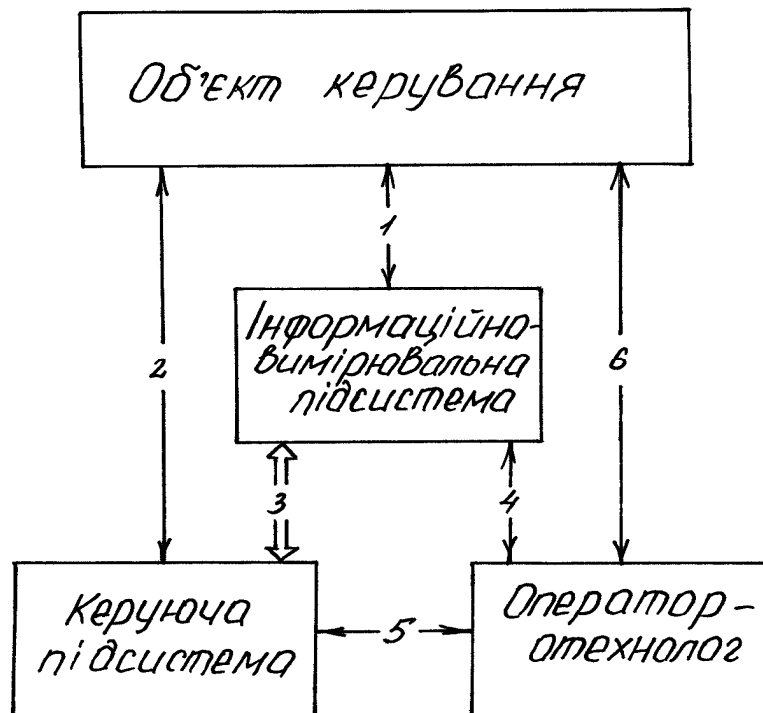 Об'єкт керування
1
Інформаційно-
вимірювальна
підсистема
2
6
3
4
Керуюча
підсистема
5
Оператор-
отехнолог